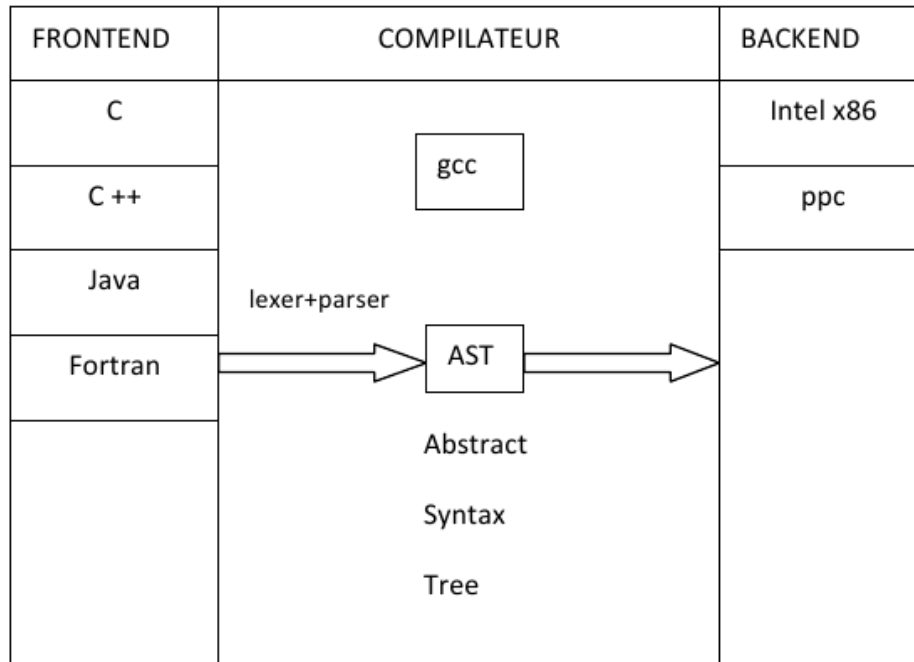 FRONTEND
COMPILATEUR
BACKEND
C
Intel x86
gcc
C ++
ppc
Java
lexer+parser
Fortran
AST
Abstract
Syntax
Tree